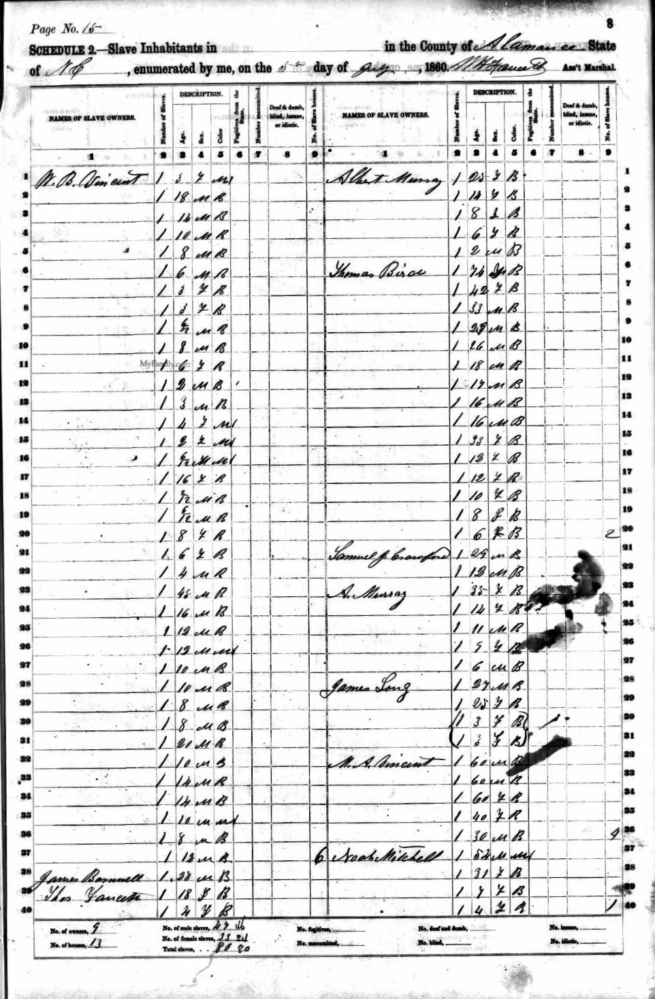 Page No. 15
8
SCHEDULE 2.—Slave Inhabitants in in the County of Alamance State
of N C, enumerated by me, on the 5th day of July, 1860. W H Faucett Ass't Marshal.
NAMES OF SLAVE OWNERS. Number of Slaves. DESCRIPTION. Age. Sex. Color Fugitives from the State. Number manumitted. Deaf & dumb, blind, insane, or idiotic. No. of Slave houses. NAMES OF SLAVE OWNERS. Number of Slaves. DESCRIPTION. Age. Sex. Color. Fugitives from the State. Number manumitted. Deaf & dumb, blind, insane, or idiotic. No. of Slave houses.
1 2 3 4 5 6 7 8 9 1 2 3 4 5 6 7 8 9
1 W. B. Vincent 1 3 F M Albert Murray 1 25 F B 1
2 1 18 M B 1 14 F B 2
3 1 14 M B 1 8 F B 3
4 1 10 M B 1 6 F B 4
5 1 8 M B 1 2 M B 5
6 1 6 M B Thomas 1 74 B 6
7 1 3 F B 1 42 F B 7
8 1 3 F B 1 33 M B 8
9 1 6/12 M B 1 M B 9
10 1 8 M B 1 26 M B 10
11 1 6 F B 1 18 M B 11
12 1 2 M B 1 17 M B 12
13 1 3 M B 1 16 M B 13
14 1 4 F M 1 16 M B 14
15 1 2 F M 1 33 F B 15
16 1 6/12 M M 1 12 F B 16
17 1 16 F B 1 12 F B 17
18 1 2/12 M B 1 10 F B 18
19 1 6/12 M B 1 8 F B 19
20 1 8 F B 1 6 F B 2 20
21 1 6 F B Samuel J Crawford 1 29 M B 21
22 1 4 M B 1 12 M B 22
23 1 45 M B A. Murray 1 35 F B 23
24 1 16 M B 1 14 F B 24
25 1 12 M B 1 11 M B 25
26 1 12 M M 1 9 F B 26
27 1 10 M B 1 6 M B 27
28 1 10 M B James Long 1 27 M B 28
29 1 8 M B 1 25 F B 29
30 1 8 M B 1 3 F B 30
31 1 20 M B 1 3 F B 31
32 1 10 M B M. A. Vincent 1 60 M B 32
33 1 14 M B 1 60 M B 33
34 1 14 M B 1 60 F B 34
35 1 10 M M 1 40 F B 35
36 1 8 M B 1 30 M B 4 36
37 1 12 M B 6 Noah Mitchell 1 52 M M 37
38 James Barnwell 1 28 M B 1 31 F B 38
39 Thos Faucett 1 18 F B 1 7 F B 39
40 1 4 F B 1 4 F B 1 40
No. of owners, 9 No. of male slaves, 47 46 No. fugitives, No. deaf and dumb, No. insane,
No. of houses, 13 No. of female slaves, 33 34 No. manumitted, No. blind, No. idiotic,
Total slaves, 80 80
MyFamily.com